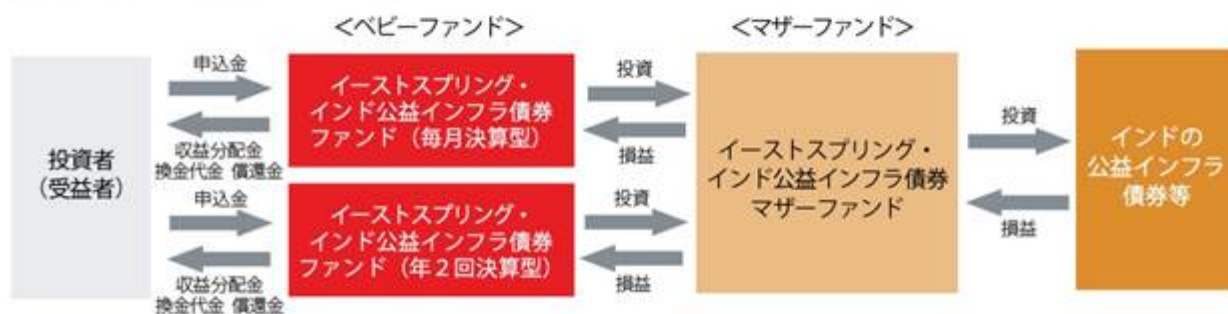 ＜ベビーファンド＞
＜マザーファンド＞
投資者
（受益者）
申込金
収益分配金
換金代金 償還金
申込金
収益分配金
換金代金 償還金
イーストスプリング・
インド公益インフラ債券
ファンド（毎月決算型）
イーストスプリング・
インド公益インフラ債券
ファンド（年２回決算型）
投資
損益
投資
損益
イーストスプリング・
インド公益インフラ債券
マザーファンド
投資
損益
インドの
公益インフラ
債券等